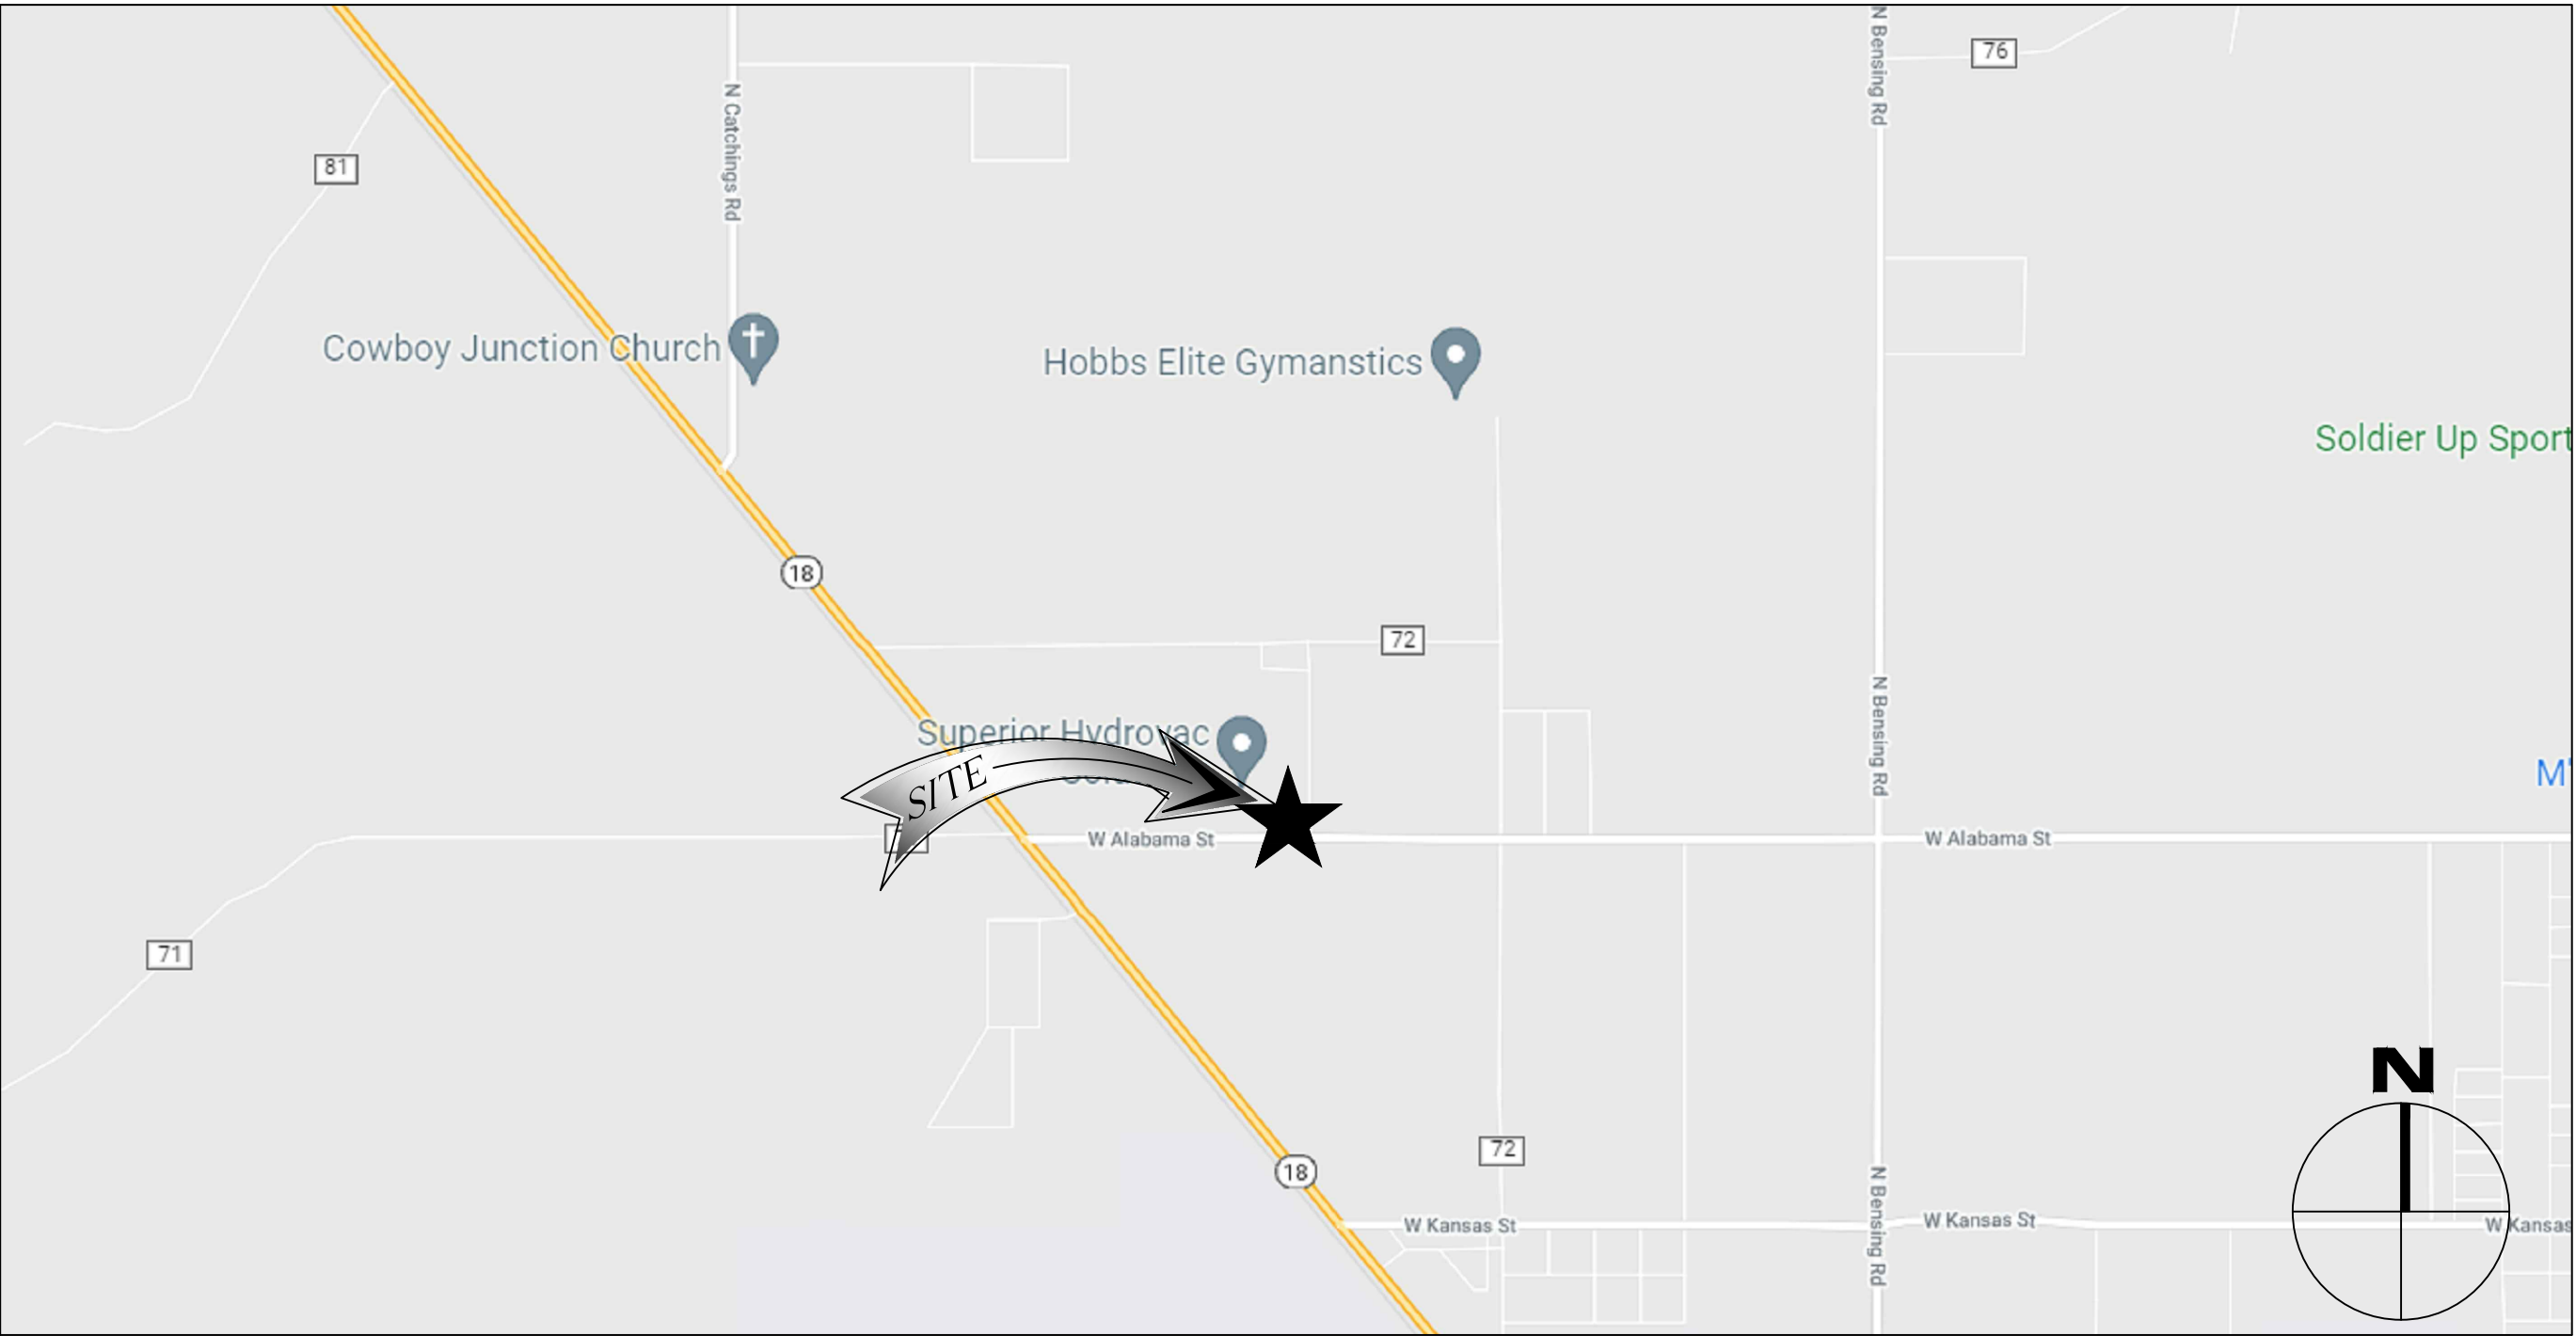 N Bensing Rd
76
N Catchings Rd
81
Cowboy Junction Church
Hobbs Elite Gymanstics
Soldier Up Sport
18
72
Superior Hydrovac
N Bensing Rd
M'
SITE
W Alabama St
W Alabama St
71
N
72
18
W Kansas St
W Kansas St
W Kansas
N Bensing Rd